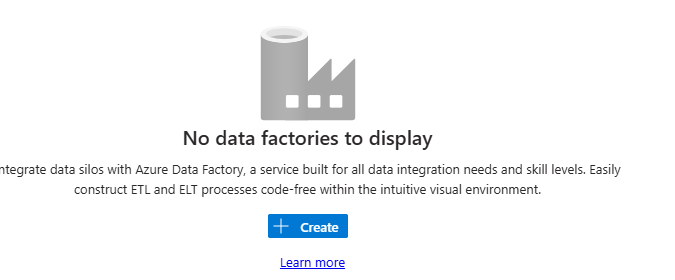 No data factories to display
ntegrate data silos with Azure Data Factory, a service built for all data integration needs and skill levels. Easily
construct ETL and ELT processes code-free within the intuitive visual environment.
Create
Learn more